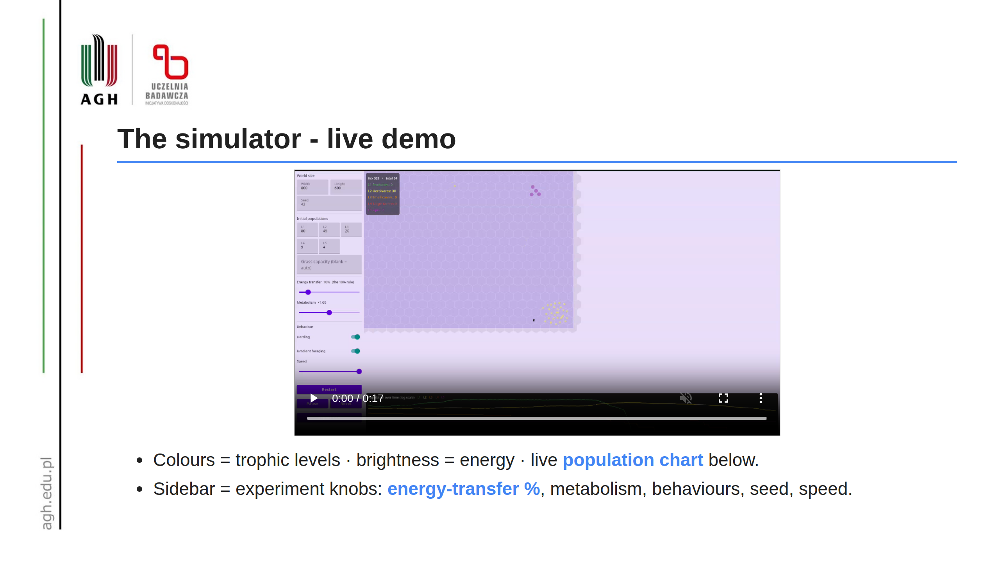 AGH
UCZELNIA
BADAWCZA
INICJATYWA DOSKONAŁOŚCI
The simulator - live demo
World size
Width
800
Height
600
Seed
42
Initial populations
L1
80
L2
45
L3
20
L4
9
L5
4
Grass capacity (blank =
auto)
Energy transfer 10% (the 10% rule)
Metabolism ×1.00
Behaviour
Herding
Gradient foraging
Speed
Restart
Pause
Reset
tick 528 • total 34
L1 Producers: 0
L2 Herbivores: 30
L3 Small carniv.: 0
L4 Large carniv.: 0
0:00 / 0:17
over time (log scale) L1 L2 L3 L4 L5
• Colours = trophic levels · brightness = energy · live population chart below.
• Sidebar = experiment knobs: energy-transfer %, metabolism, behaviours, seed, speed.
agh.edu.pl